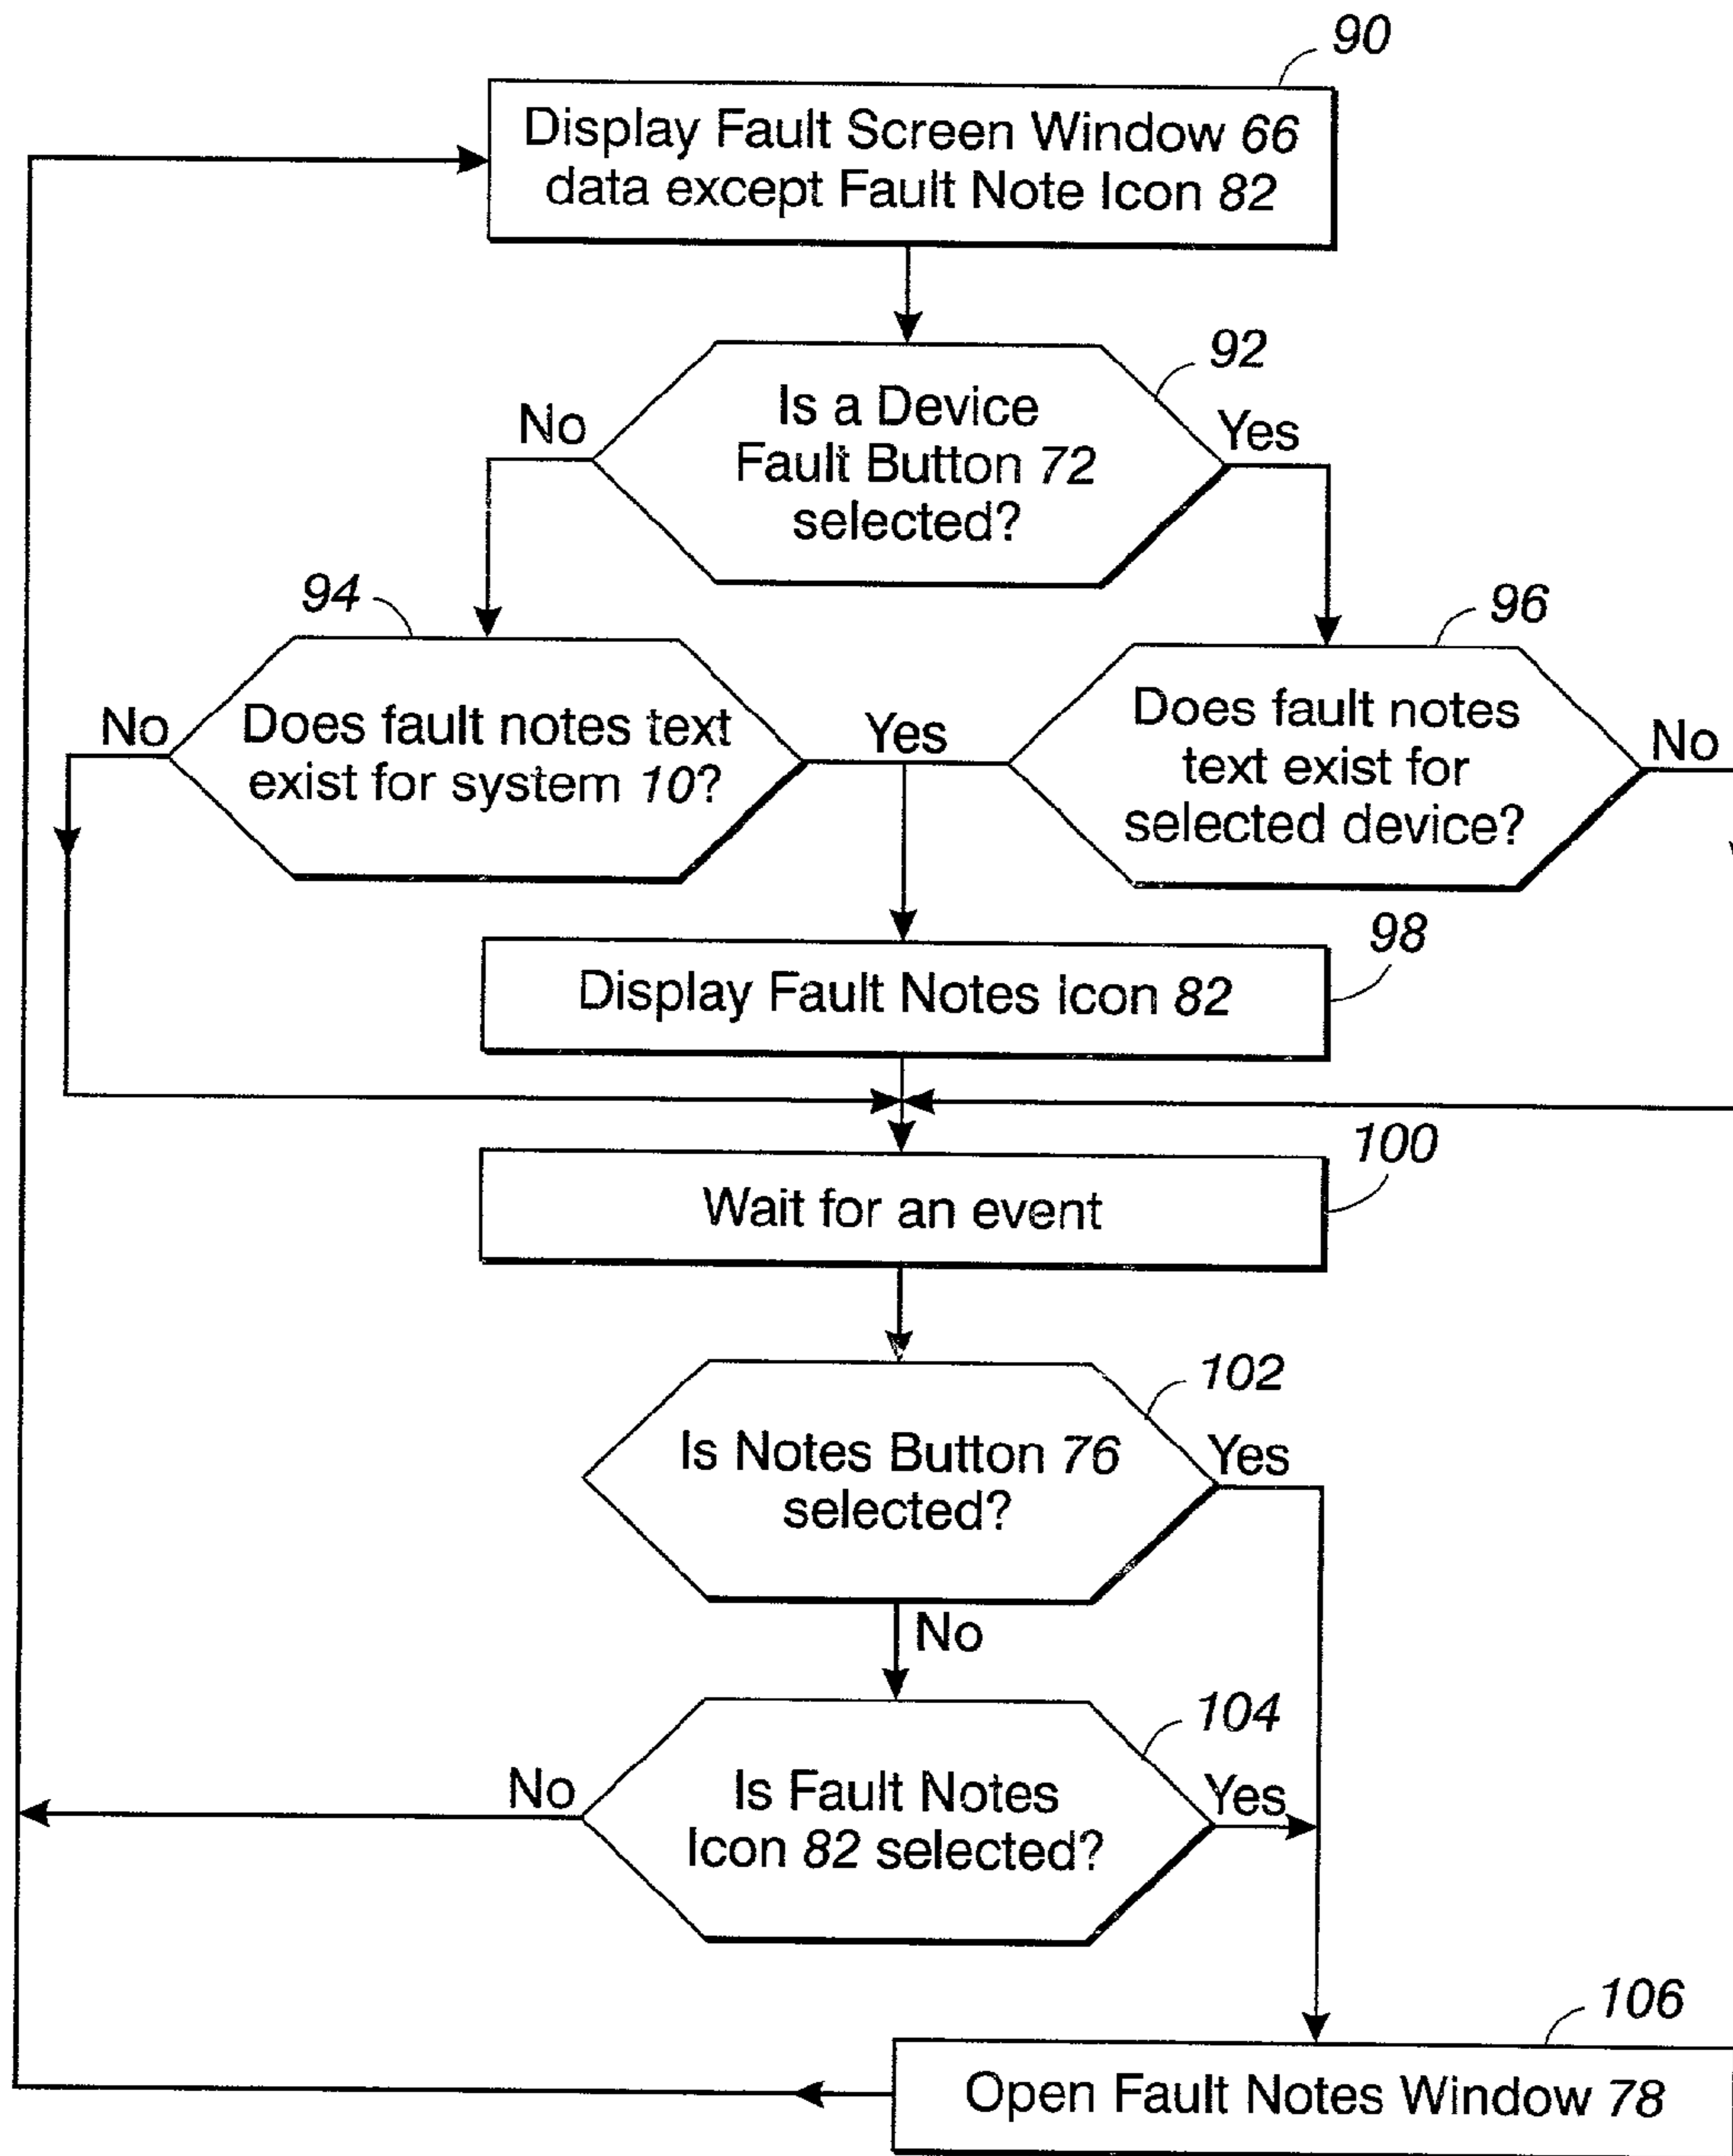 90
Display Fault Screen Window 66
data except Fault Note Icon 82
92
No
Is a Device
Fault Button 72
selected?
Yes
94
96
No
Does fault notes text
exist for system 10?
Yes
Does fault notes
text exist for
selected device?
No
98
Display Fault Notes Icon 82
100
Wait for an event
102
Is Notes Button 76
selected?
Yes
No
104
No
Is Fault Notes
Icon 82 selected?
Yes
106
Open Fault Notes Window 78